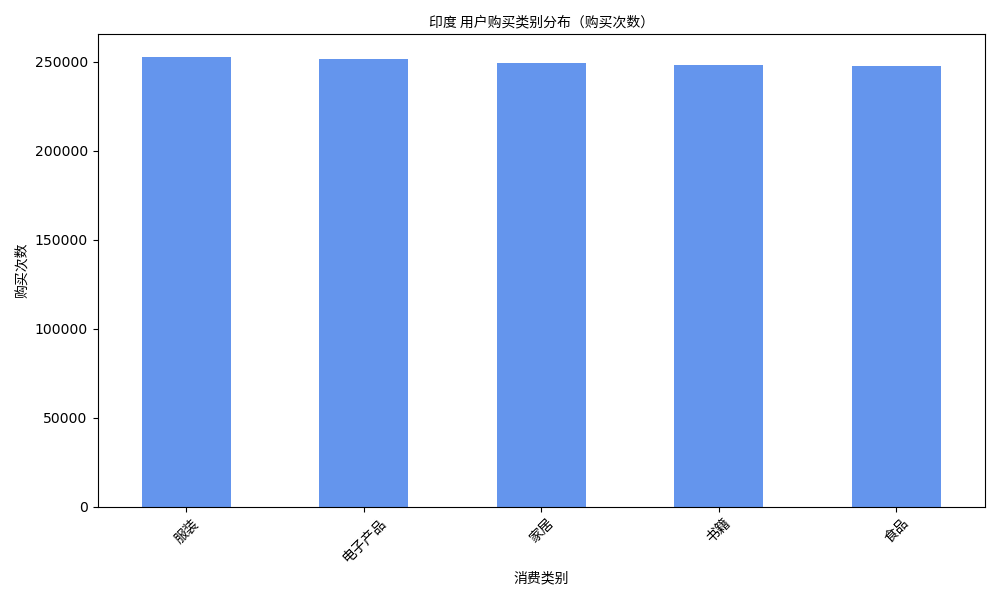 印度 用户购买类别分布（购买次数）
购买次数
250000
200000
150000
100000
50000
0
服装
电子产品
家居
书籍
食品
消费类别